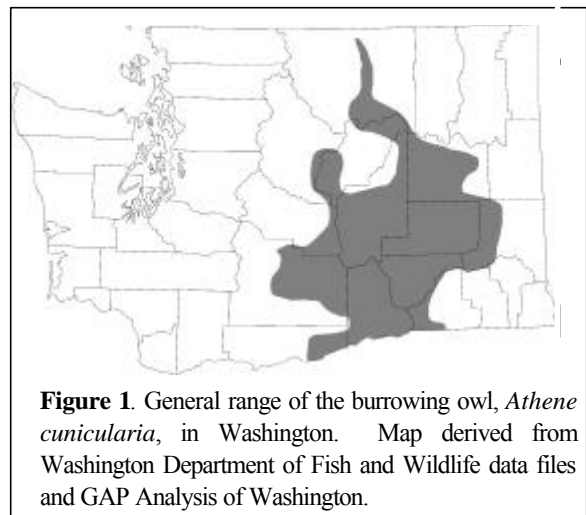 Figure 1. General range of the burrowing owl, Athene
cunicularia, in Washington. Map derived from
Washington Department of Fish and Wildlife data files
and GAP Analysis of Washington.